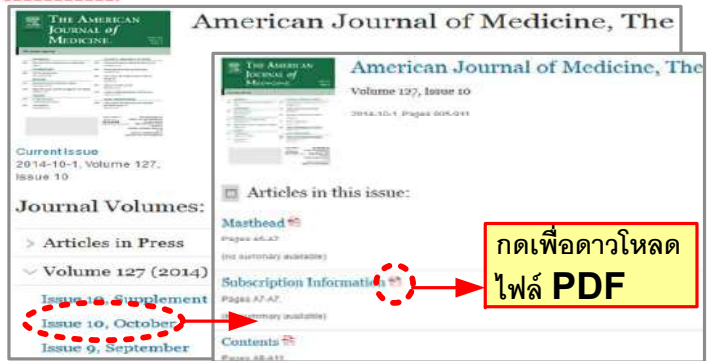 THE AMERICAN
JOURNAL of
MEDICINE
American Journal of Medicine, The
Current Issue
2014-10-1, Volume 127,
Issue 10
Journal Volumes:
> Articles in Press
Volume 127 (2014)
Issue 10, Supplement
Issue 10, October
Issue 9, September
THE AMERICAN
JOURNAL of
MEDICINE
American Journal of Medicine, The
Volume 127, Issue 10
2014-10-1, Pages
Articles in this issue:
Masthead
Pages A6-A7
(no summary available)
Subscription Information
Pages A7-A7,
(no summary available)
Contents
Pages A8-A11
กดเพื่อดาวโหลด
ไฟล์ PDF